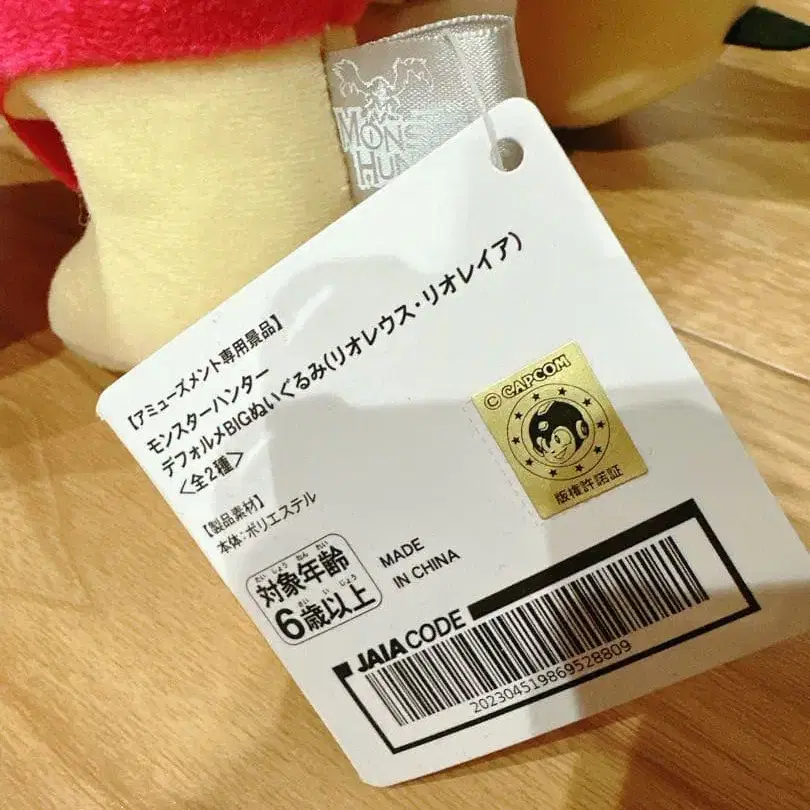 MONS
HUN
【アミューズメント専用景品】
モンスターハンター
デフォルメBIGぬいぐるみ(リオレウス・リオレイア)
<全2種>
【製品素材】
本体:ポリエステル
たいしょうねんれい
対象年齢
さいいじょう
6歳以上
MADE
IN CHINA
© CAPCOM
版権許諾証
JAIA CODE
202304519869528809